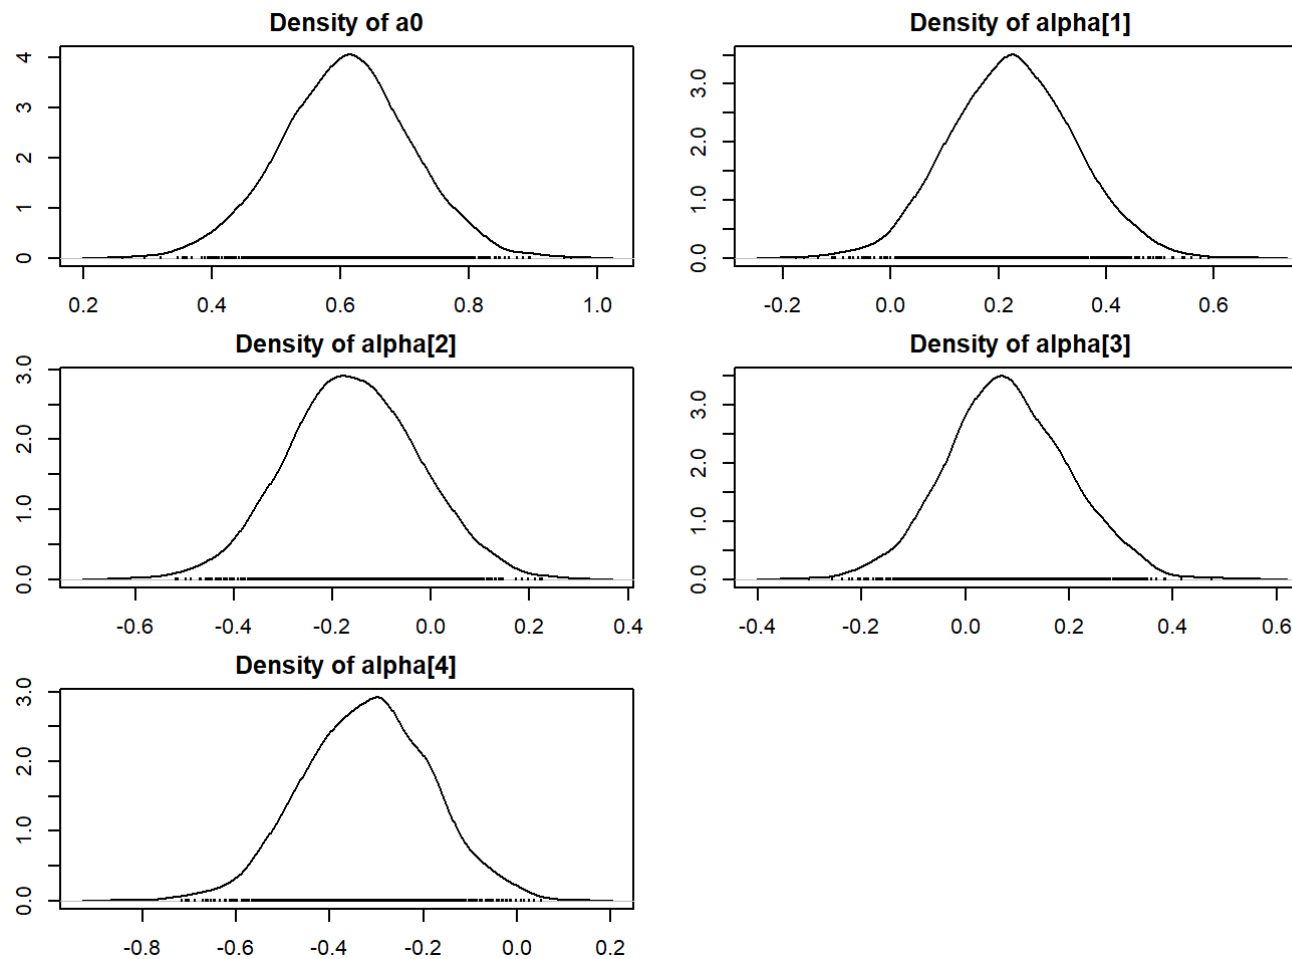 Density of a0
4
3
2
1
0
0.2 0.4 0.6 0.8 1.0
Density of alpha[1]
3.0
2.0
1.0
0.0
-0.2 0.0 0.2 0.4 0.6
Density of alpha[2]
3.0
2.0
1.0
0.0
-0.6 -0.4 -0.2 0.0 0.2 0.4
Density of alpha[3]
3.0
2.0
1.0
0.0
-0.4 -0.2 0.0 0.2 0.4 0.6
Density of alpha[4]
3.0
2.0
1.0
0.0
-0.8 -0.6 -0.4 -0.2 0.0 0.2